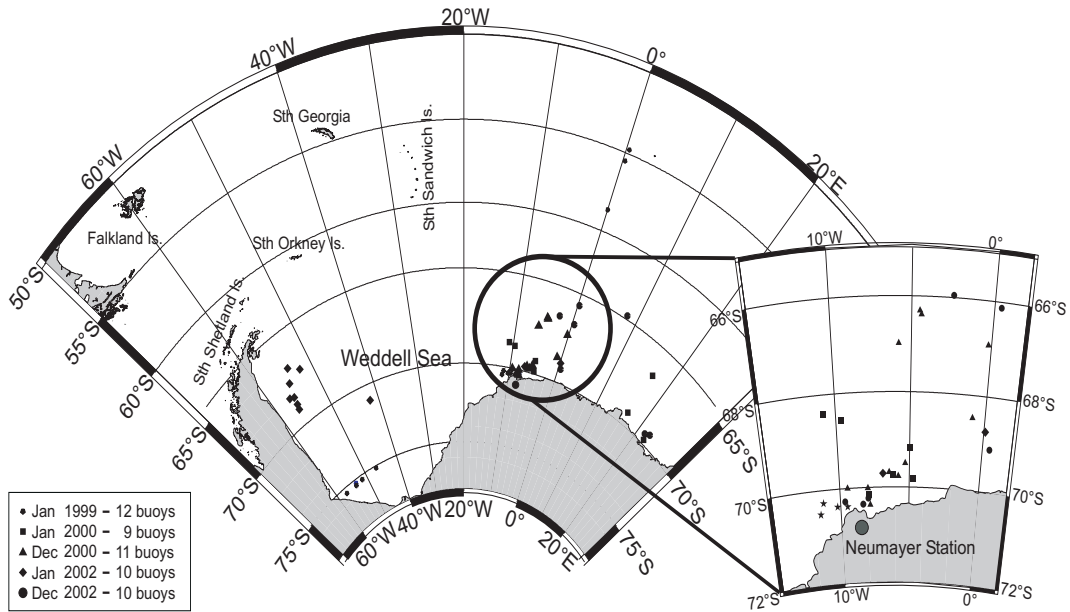 20°W
40°W
0°
60°W
20°E
Sth Georgia
Sth Sandwich Is.
Falkland Is.
Sth Orkney Is.
Sth Shetland Is.
Weddell Sea
50°S
55°S
60°S
65°S
70°S
75°S
60°W
40°W
20°W
0°
20°E
75°S
70°S
65°S
10°W
0°
66°S
66°S
68°S
68°S
70°S
70°S
Neumayer Station
72°S
10°W
0°
72°S
Jan 1999 - 12 buoys
Jan 2000 - 9 buoys
Dec 2000 - 11 buoys
Jan 2002 - 10 buoys
Dec 2002 - 10 buoys